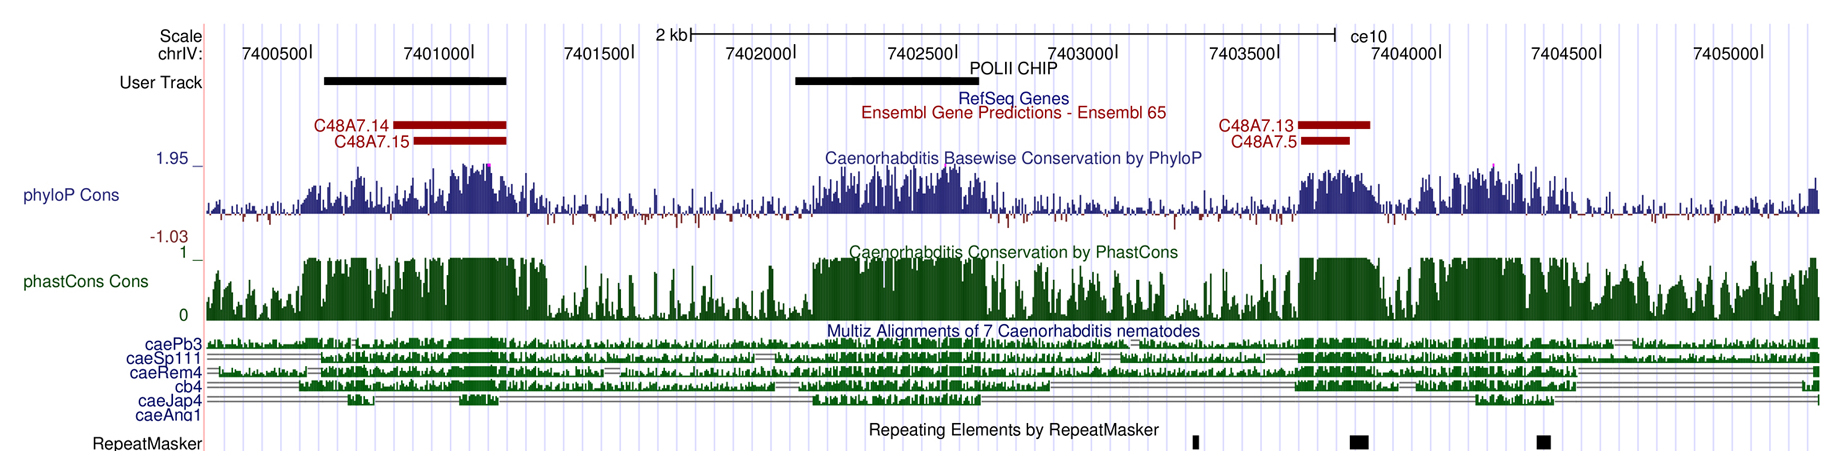 Scale 2 kb ce10
chrIV: 7400500 7401000 7401500 7402000 7402500 7403000 7403500 7404000 7404500 7405000
POLII CHIP
User Track
RefSeq Genes
Ensembl Gene Predictions - Ensembl 65
C48A7.14 C48A7.13
C48A7.15 C48A7.5
Caenorhabditis Basewise Conservation by PhyloP
1.95
phyloP Cons
-1.03
Caenorhabditis Conservation by PhastCons
1
phastCons Cons
0
Multiz Alignments of 7 Caenorhabditis nematodes
caePb3
caeSp111
caeRem4
cb4
caeJap4
caeAng1
Repeating Elements by RepeatMasker
RepeatMasker